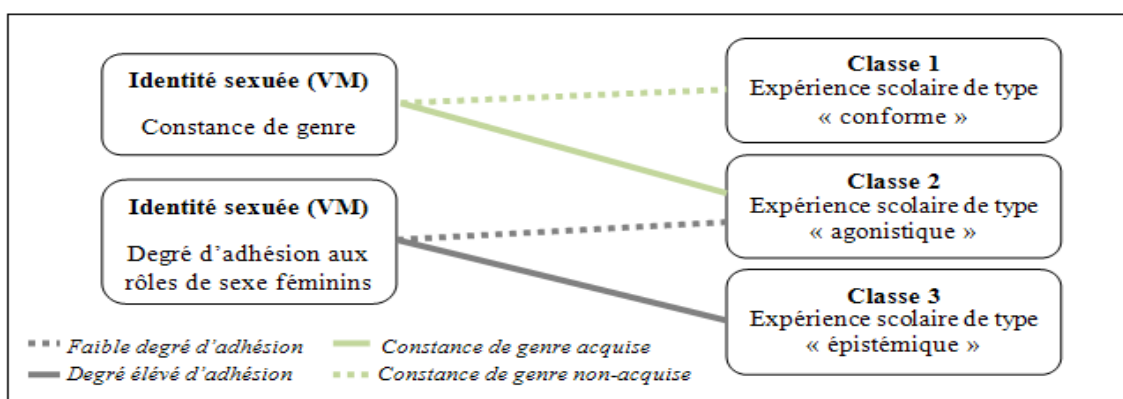 Identité sexuée (VM)
Constance de genre
Identité sexuée (VM)
Degré d'adhésion aux
rôles de sexe féminins
Classe 1
Expérience scolaire de type
« conforme »
Classe 2
Expérience scolaire de type
« agonistique »
Classe 3
Expérience scolaire de type
« épistémique »
Faible degré d'adhésion
Constance de genre acquise
Degré élévé d'adhésion
Constance de genre non-acquise